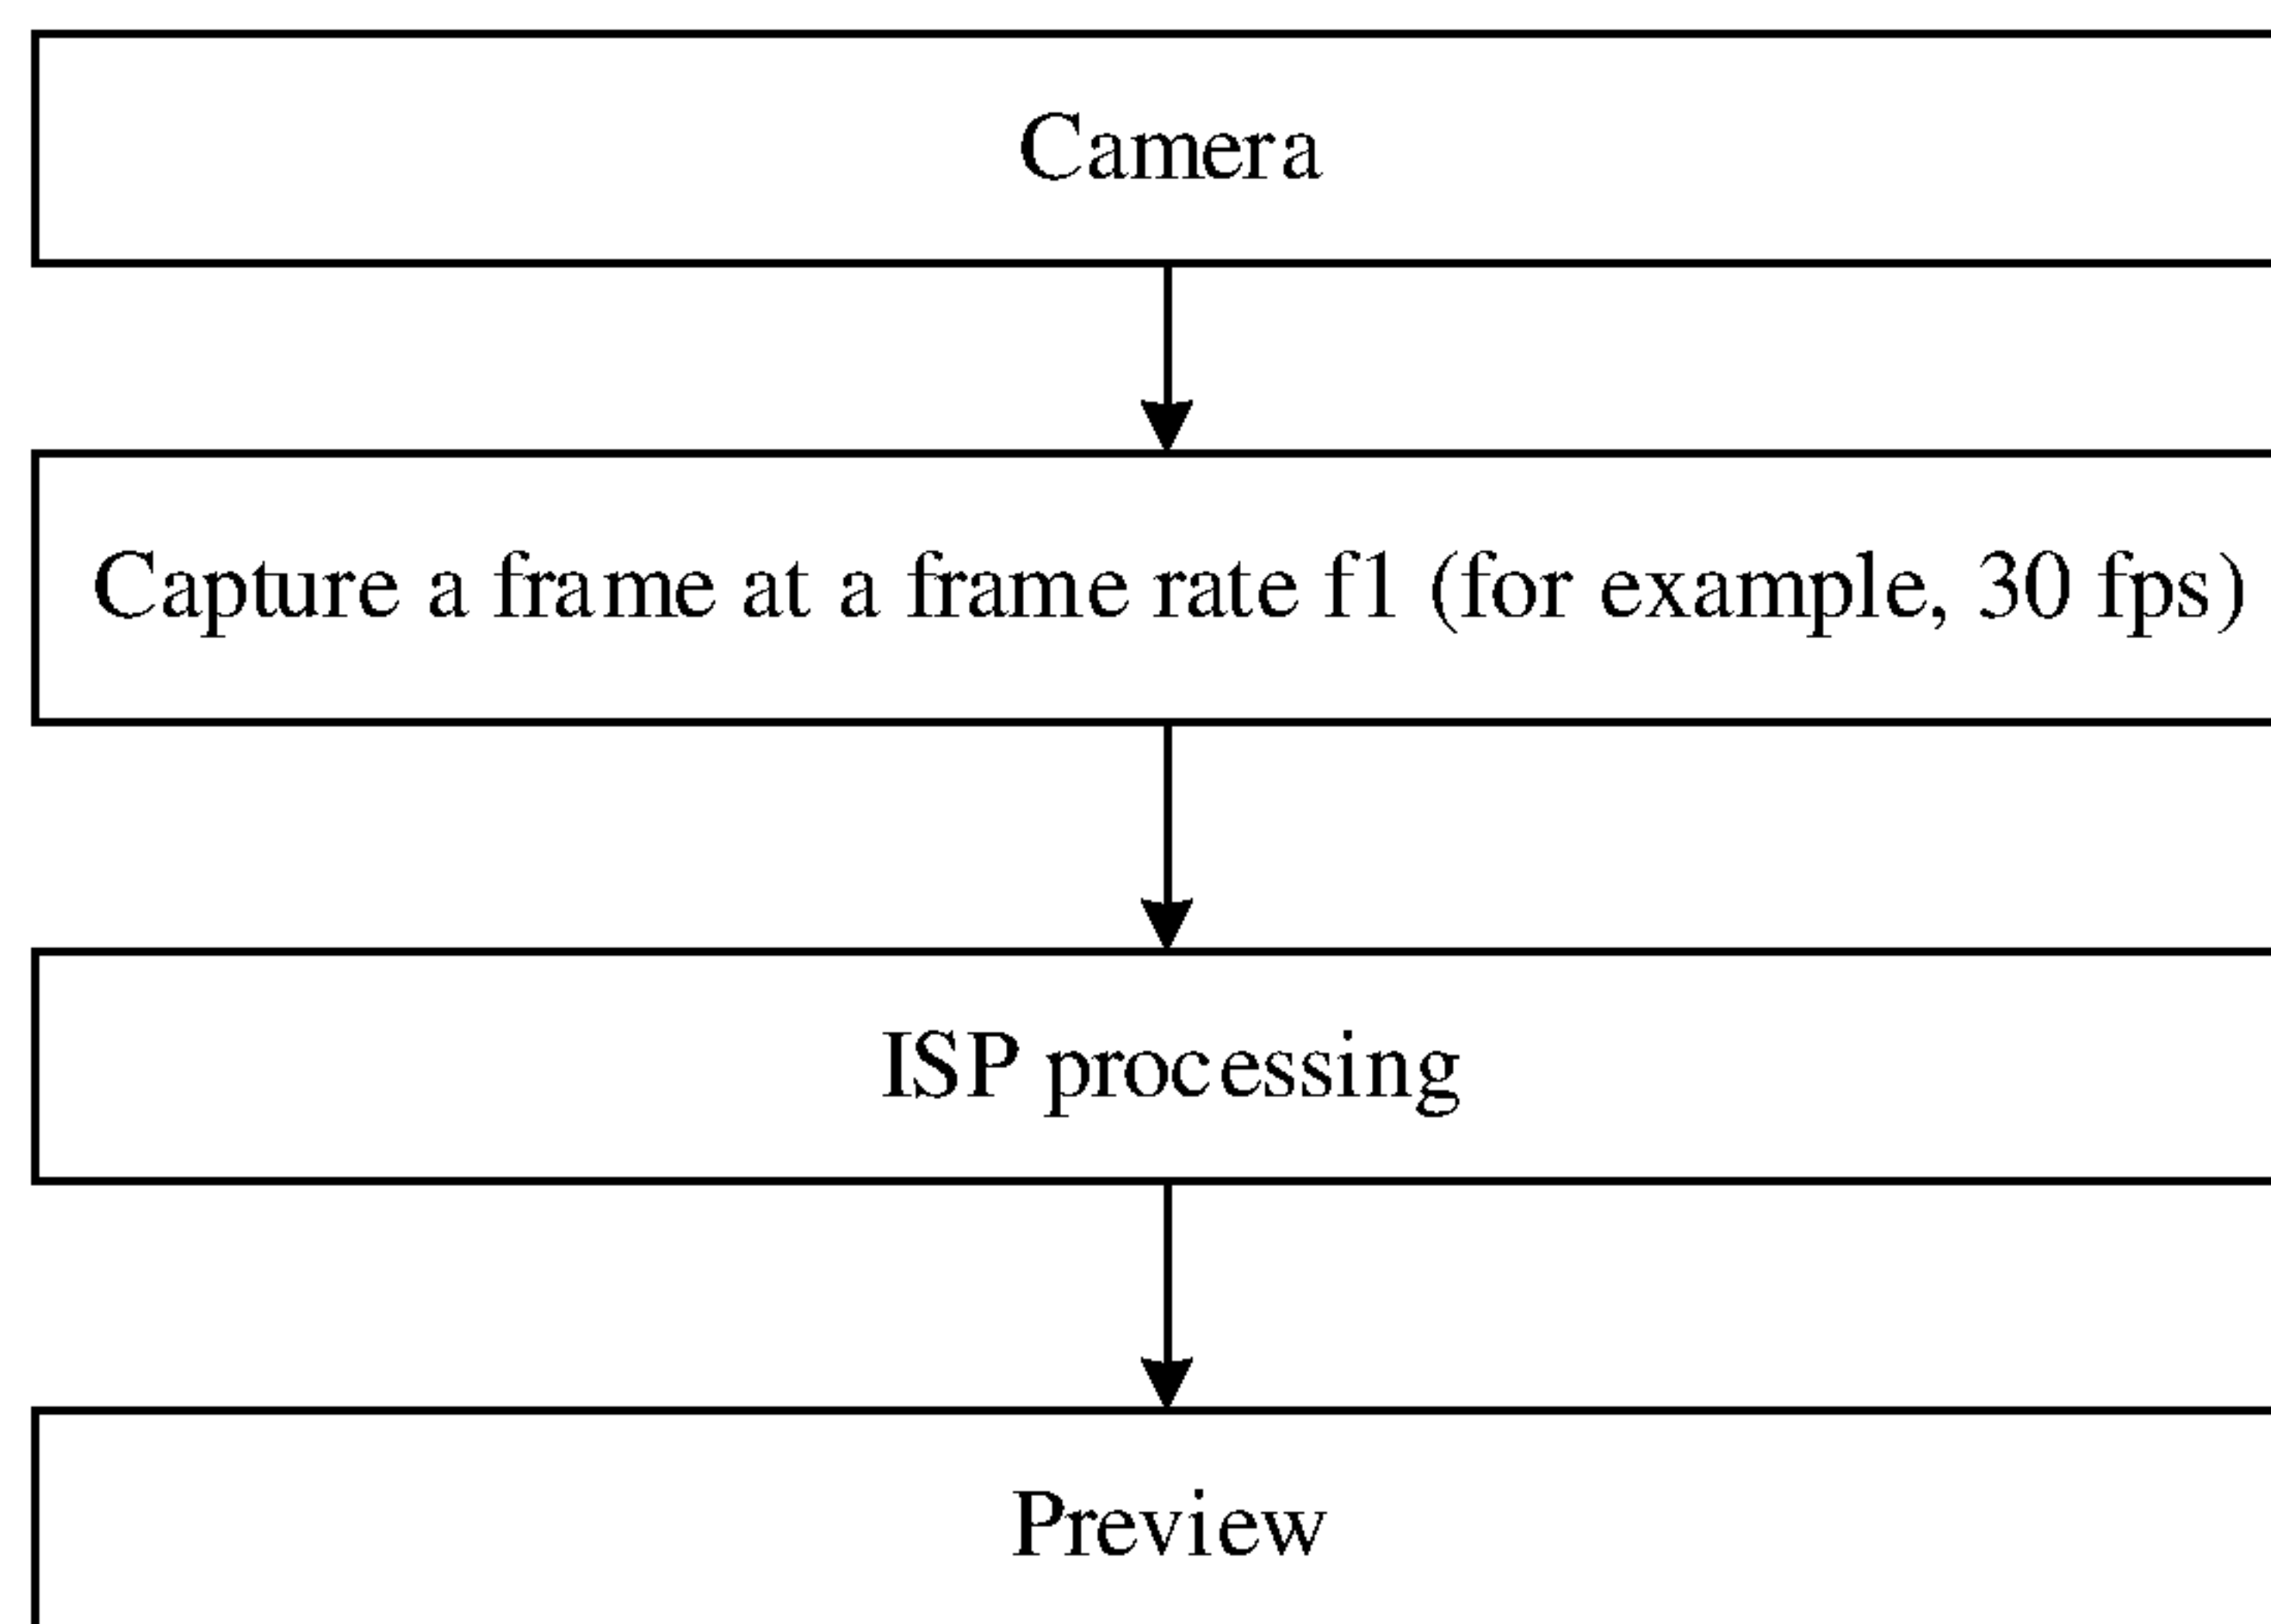 Camera
Capture a frame at a frame rate f1 (for example, 30 fps)
ISP processing
Preview